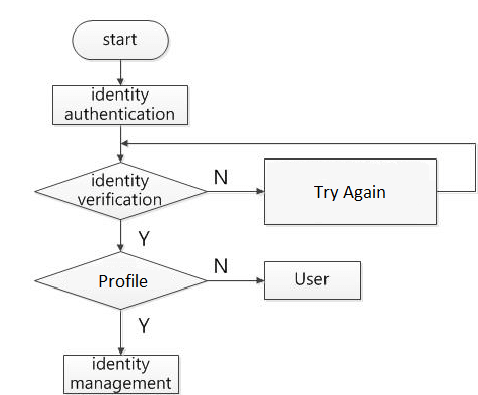 start
identity
authentication
identity
verification
N
Try Again
Y
Profile
N
User
Y
identity
management